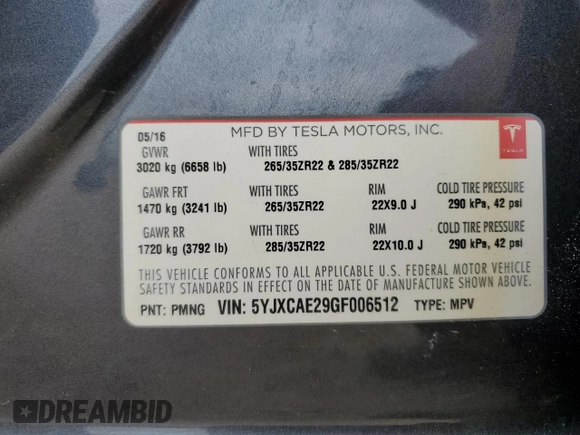 05/16 MFD BY TESLA MOTORS, INC.
GVWR WITH TIRES
3020 kg (6658 lb) 265/35ZR22 & 285/35ZR22
TESLA
GAWR FRT WITH TIRES RIM COLD TIRE PRESSURE
1470 kg (3241 lb) 265/35ZR22 22X9.0 J 290 kPa, 42 psi
GAWR RR WITH TIRES RIM COLD TIRE PRESSURE
1720 kg (3792 lb) 285/35ZR22 22X10.0 J 290 kPa, 42 psi
THIS VEHICLE CONFORMS TO ALL APPLICABLE U.S. FEDERAL MOTOR VEHICLE
SAFETY STANDARDS IN EFFECT ON THE DATE OF MANUFACTURE SHOWN ABOVE.
PNT: PMNG VIN: 5YJXCAE29GF006512 TYPE: MPV
DREAMBID